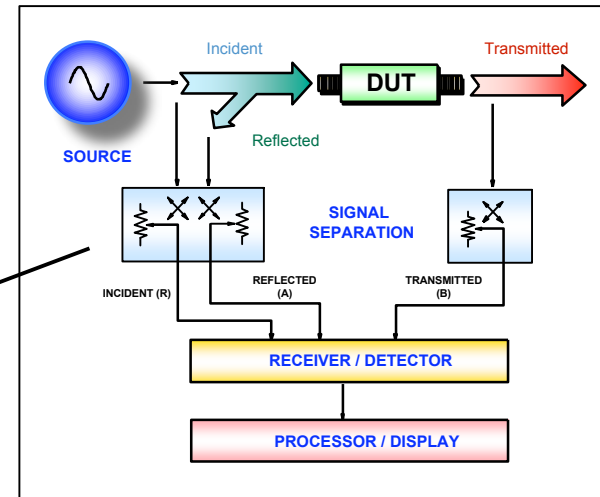 Incident
Transmitted
DUT
Reflected
SOURCE
SIGNAL
SEPARATION
INCIDENT (R)
REFLECTED
(A)
TRANSMITTED
(B)
RECEIVER / DETECTOR
PROCESSOR / DISPLAY